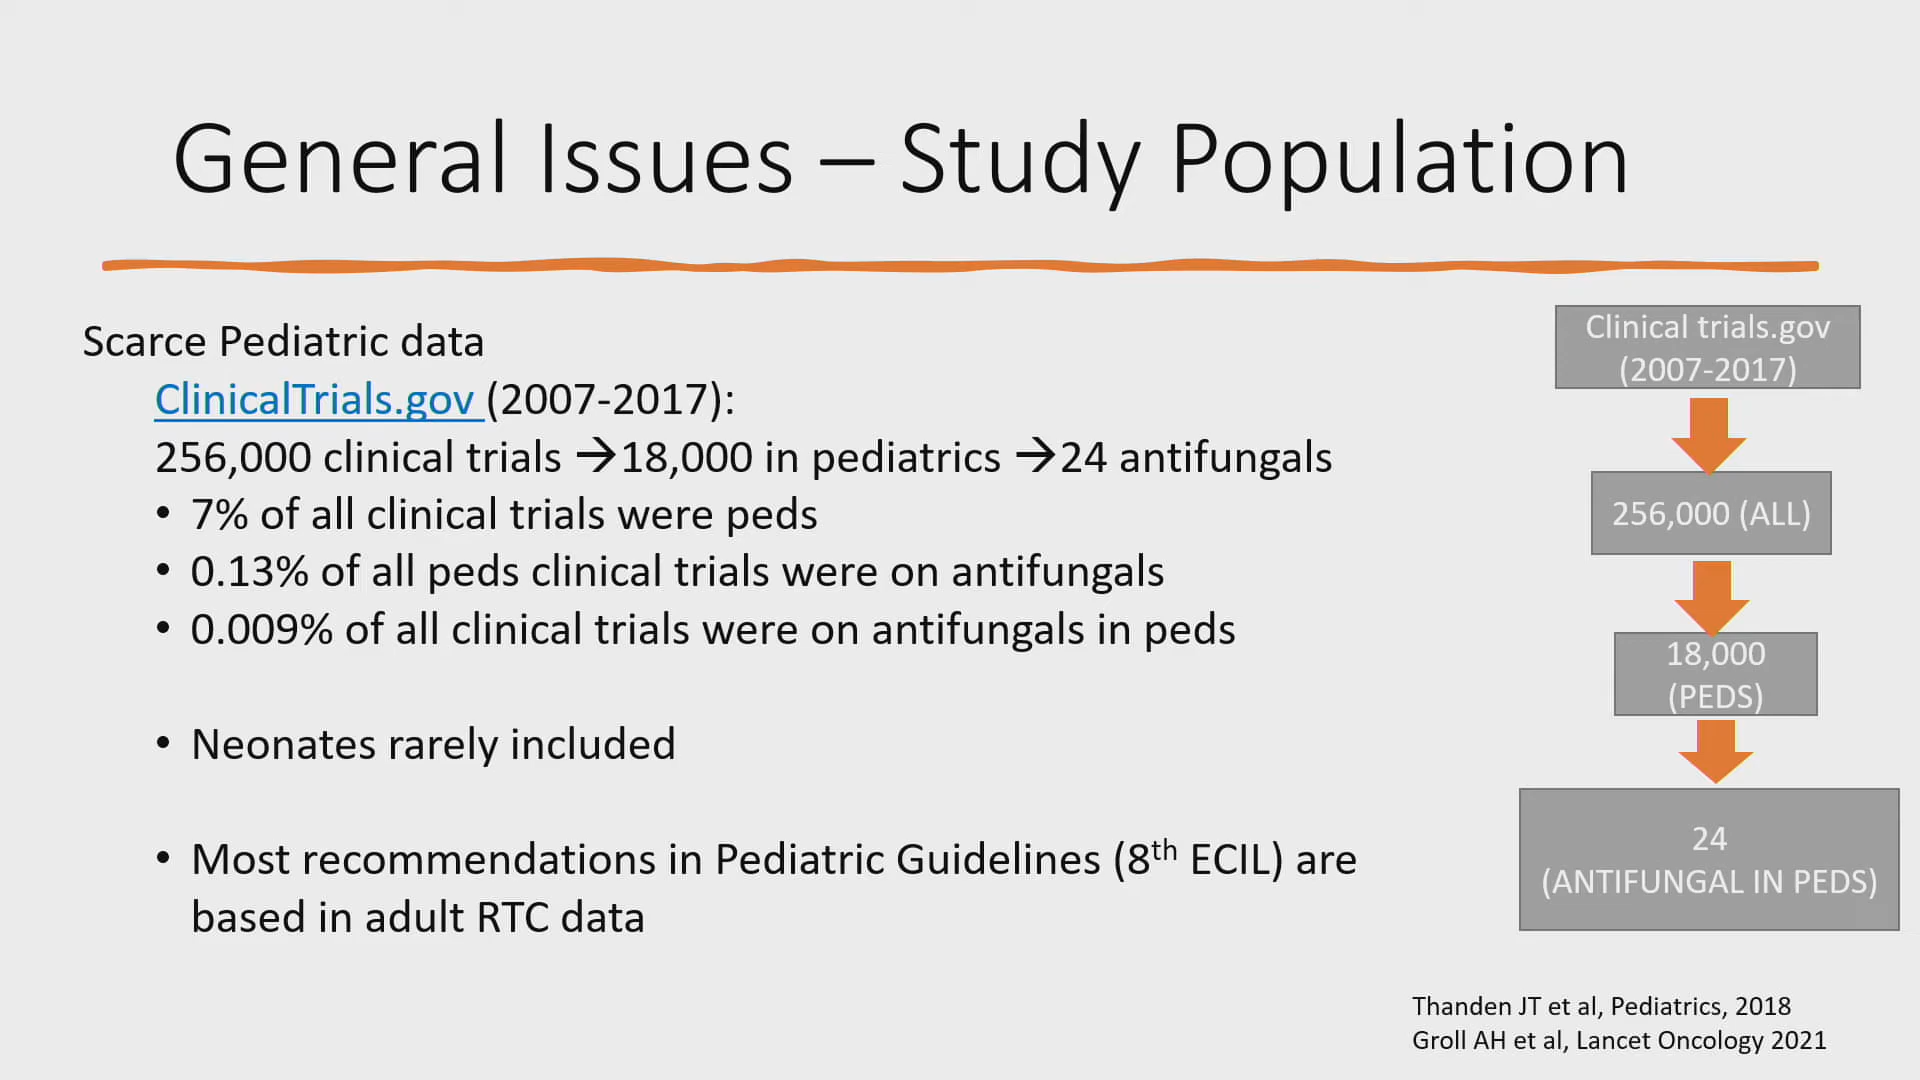 General Issues – Study Population
Scarce Pediatric data
ClinicalTrials.gov (2007-2017):
256,000 clinical trials →18,000 in pediatrics →24 antifungals
• 7% of all clinical trials were peds
• 0.13% of all peds clinical trials were on antifungals
• 0.009% of all clinical trials were on antifungals in peds
• Neonates rarely included
• Most recommendations in Pediatric Guidelines (8th ECIL) are
based in adult RTC data
Clinical trials.gov
(2007-2017)
256,000 (ALL)
18,000
(PEDS)
24
(ANTIFUNGAL IN PEDS)
Thanden JT et al, Pediatrics, 2018
Groll AH et al, Lancet Oncology 2021